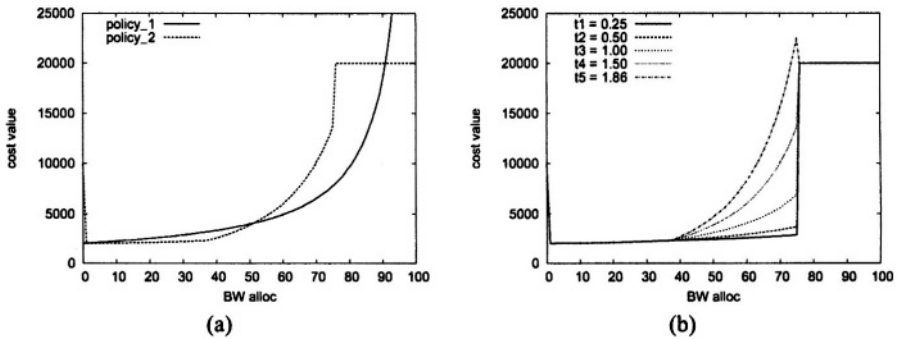 25000
20000
15000
10000
5000
0
cost value
policy_1
policy_2
0 10 20 30 40 50 60 70 80 90 100
BW alloc
(a)
25000
20000
15000
10000
5000
0
cost value
t1 = 0.25
t2 = 0.50
t3 = 1.00
t4 = 1.50
t5 = 1.86
0 10 20 30 40 50 60 70 80 90 100
BW alloc
(b)